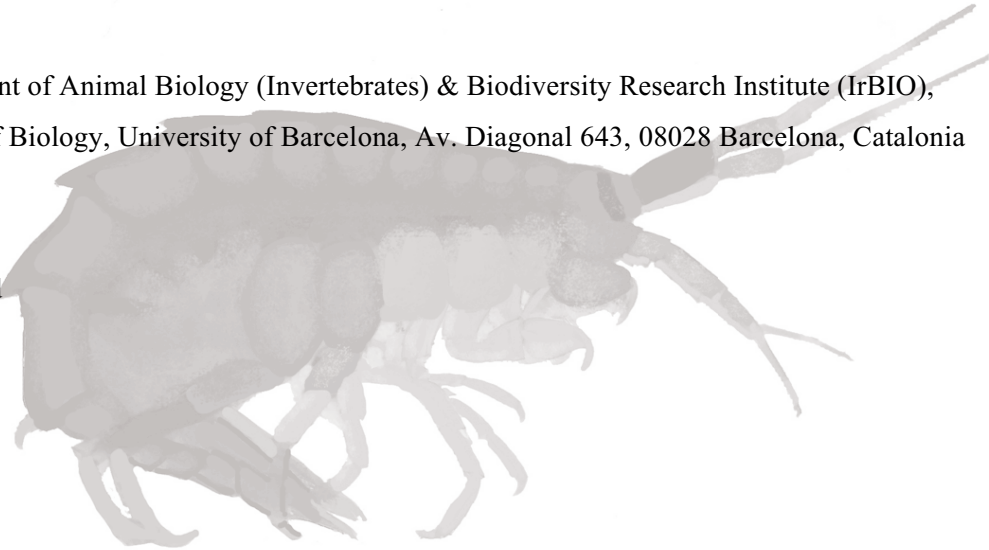 nt of Animal Biology (Invertebrates) & Biodiversity Research Institute (IrBIO),
Biology, University of Barcelona, Av. Diagonal 643, 08028 Barcelona, Catalonia